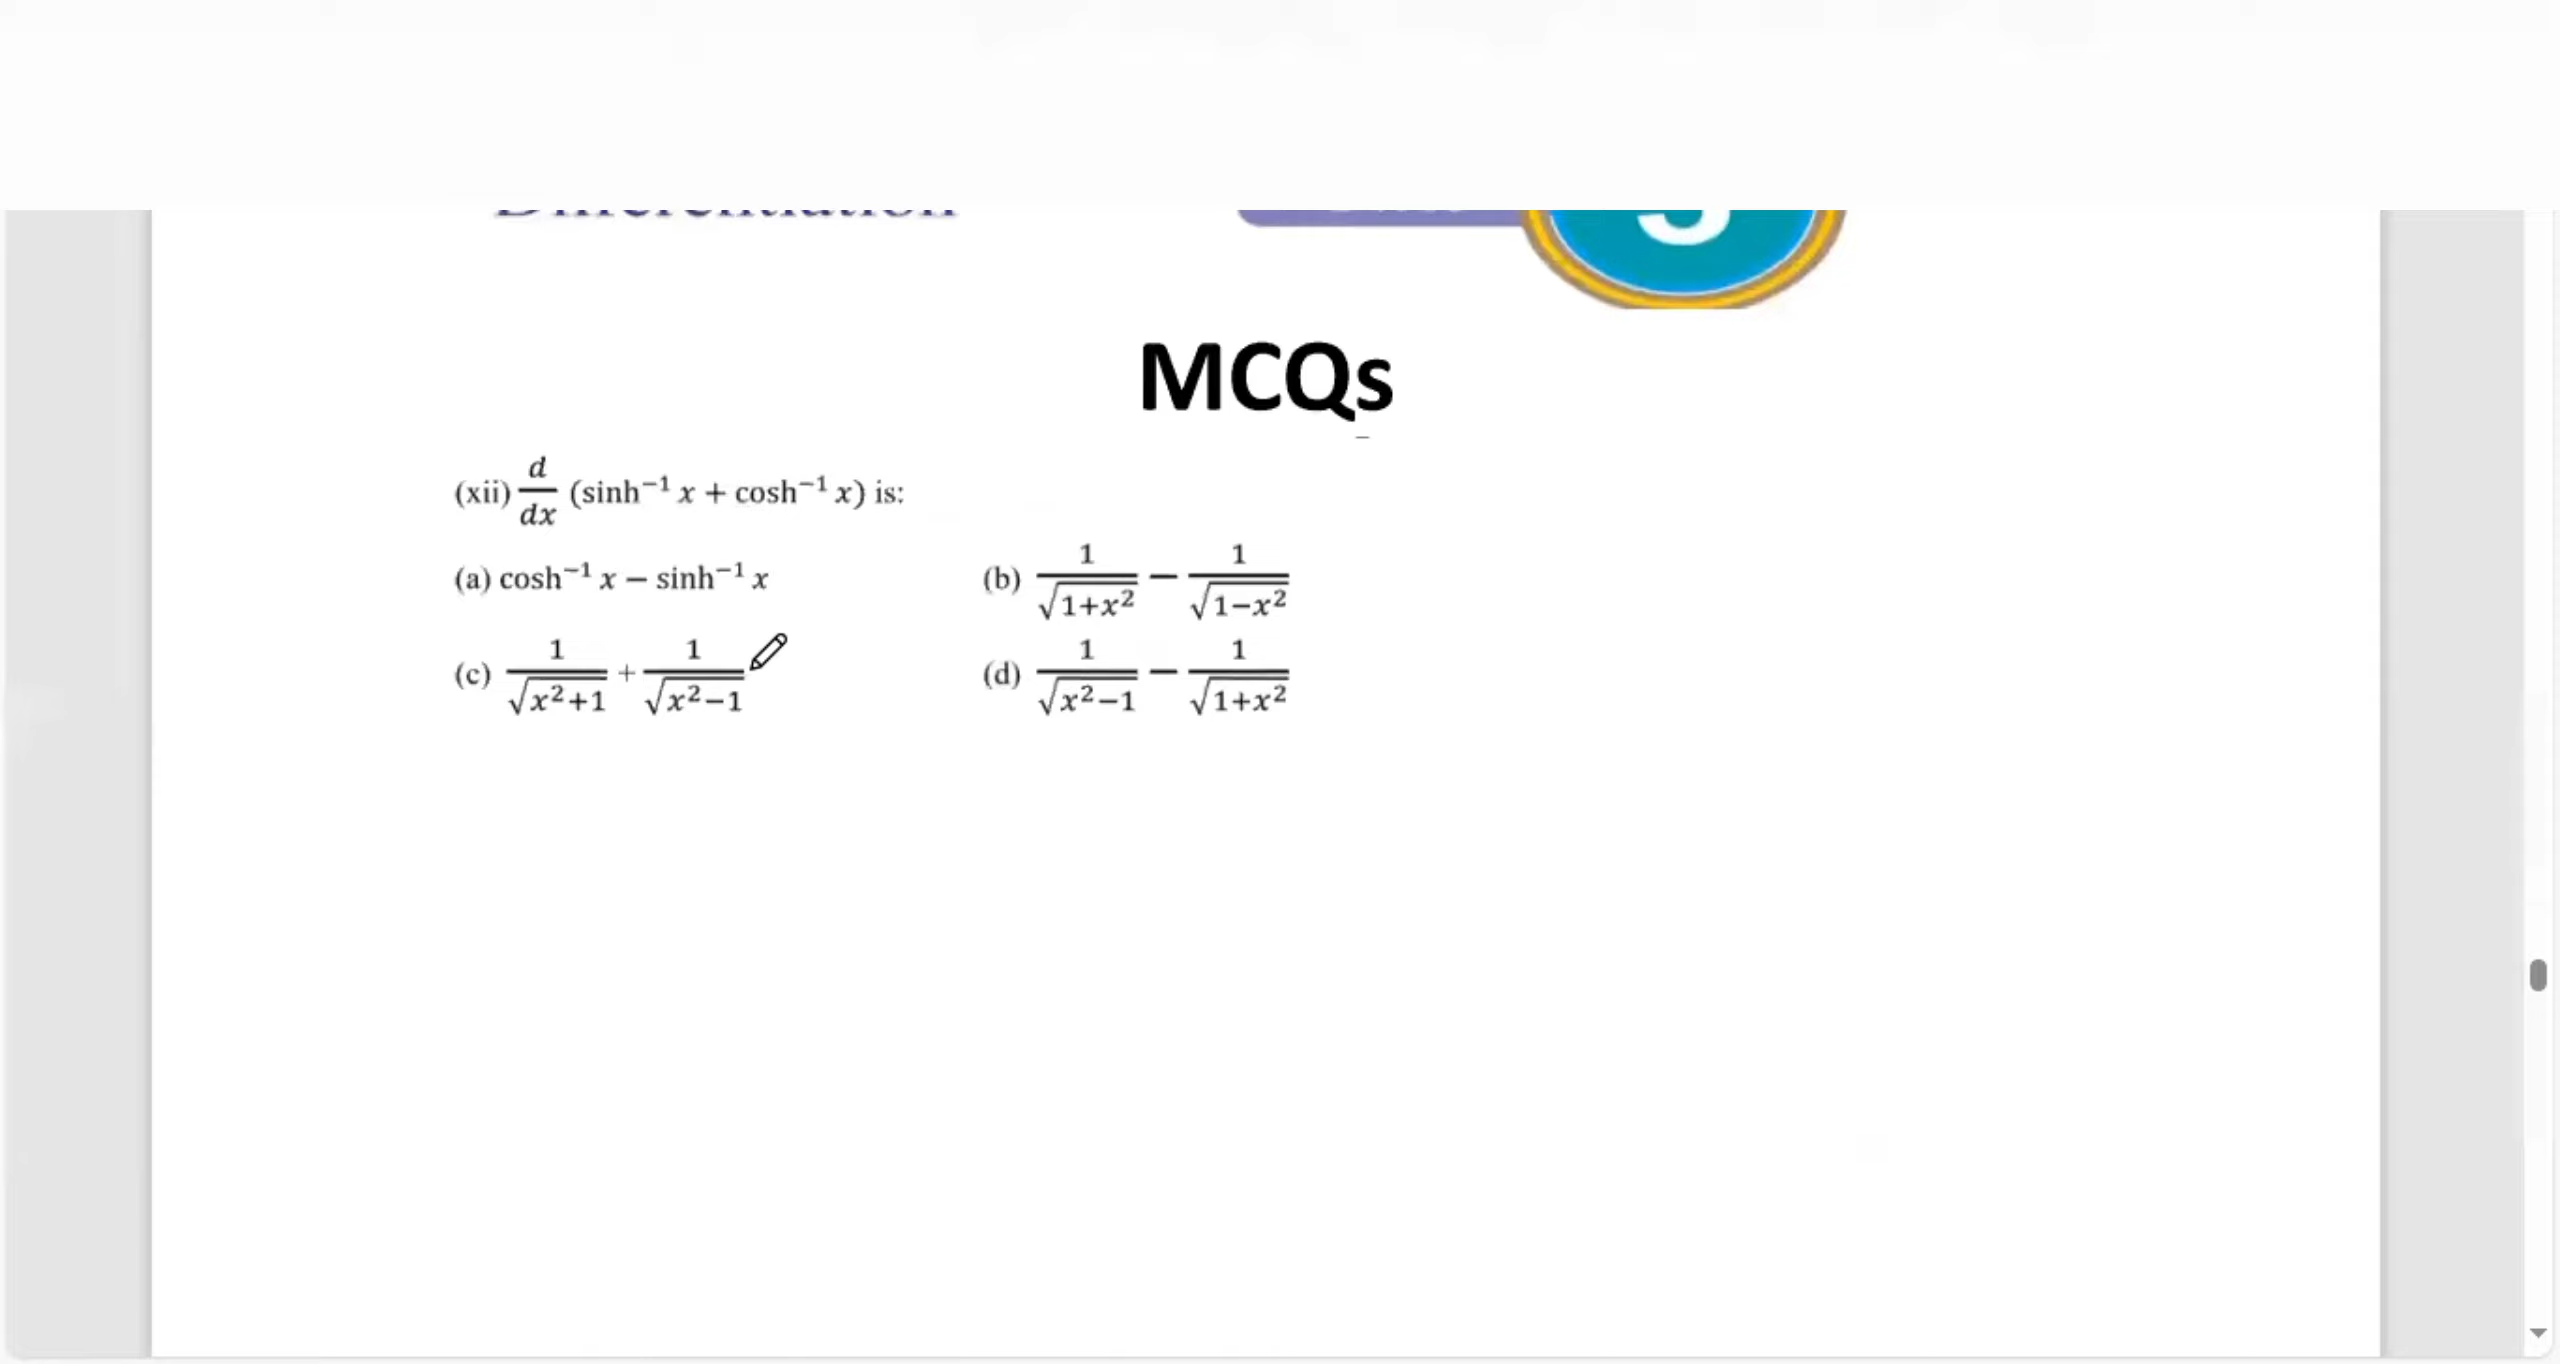 Differentiation
MCQs
(xii) d/dx (sinh⁻¹ x + cosh⁻¹ x) is:
(a) cosh⁻¹ x − sinh⁻¹ x (b) 1/√(1+x²) − 1/√(1−x²)
(c) 1/√(x²+1) + 1/√(x²−1) (d) 1/√(x²−1) − 1/√(1+x²)